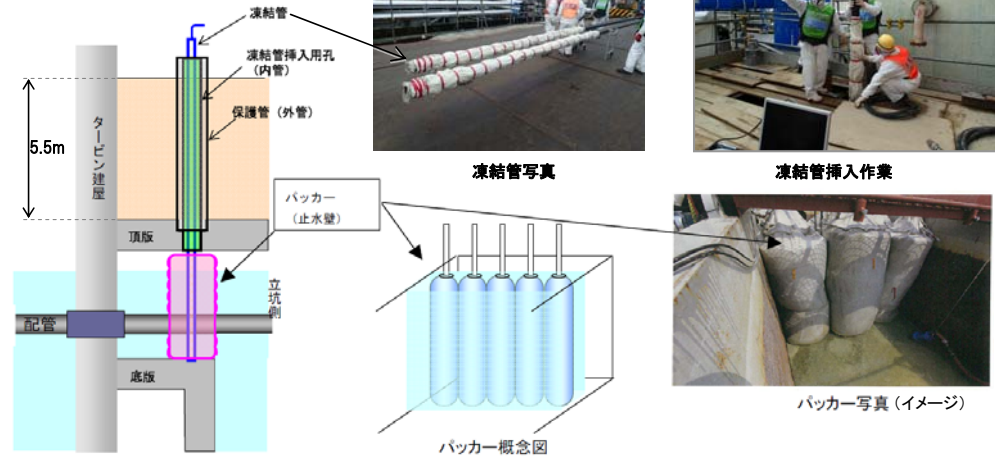 凍結管
凍結管挿入用孔
(内管)
保護管(外管)
5.5m
タービン建屋
凍結管写真
凍結管挿入作業
パッカー
(止水壁)
頂版
立坑側
配管
底版
パッカー概念図
パッカー写真(イメージ)